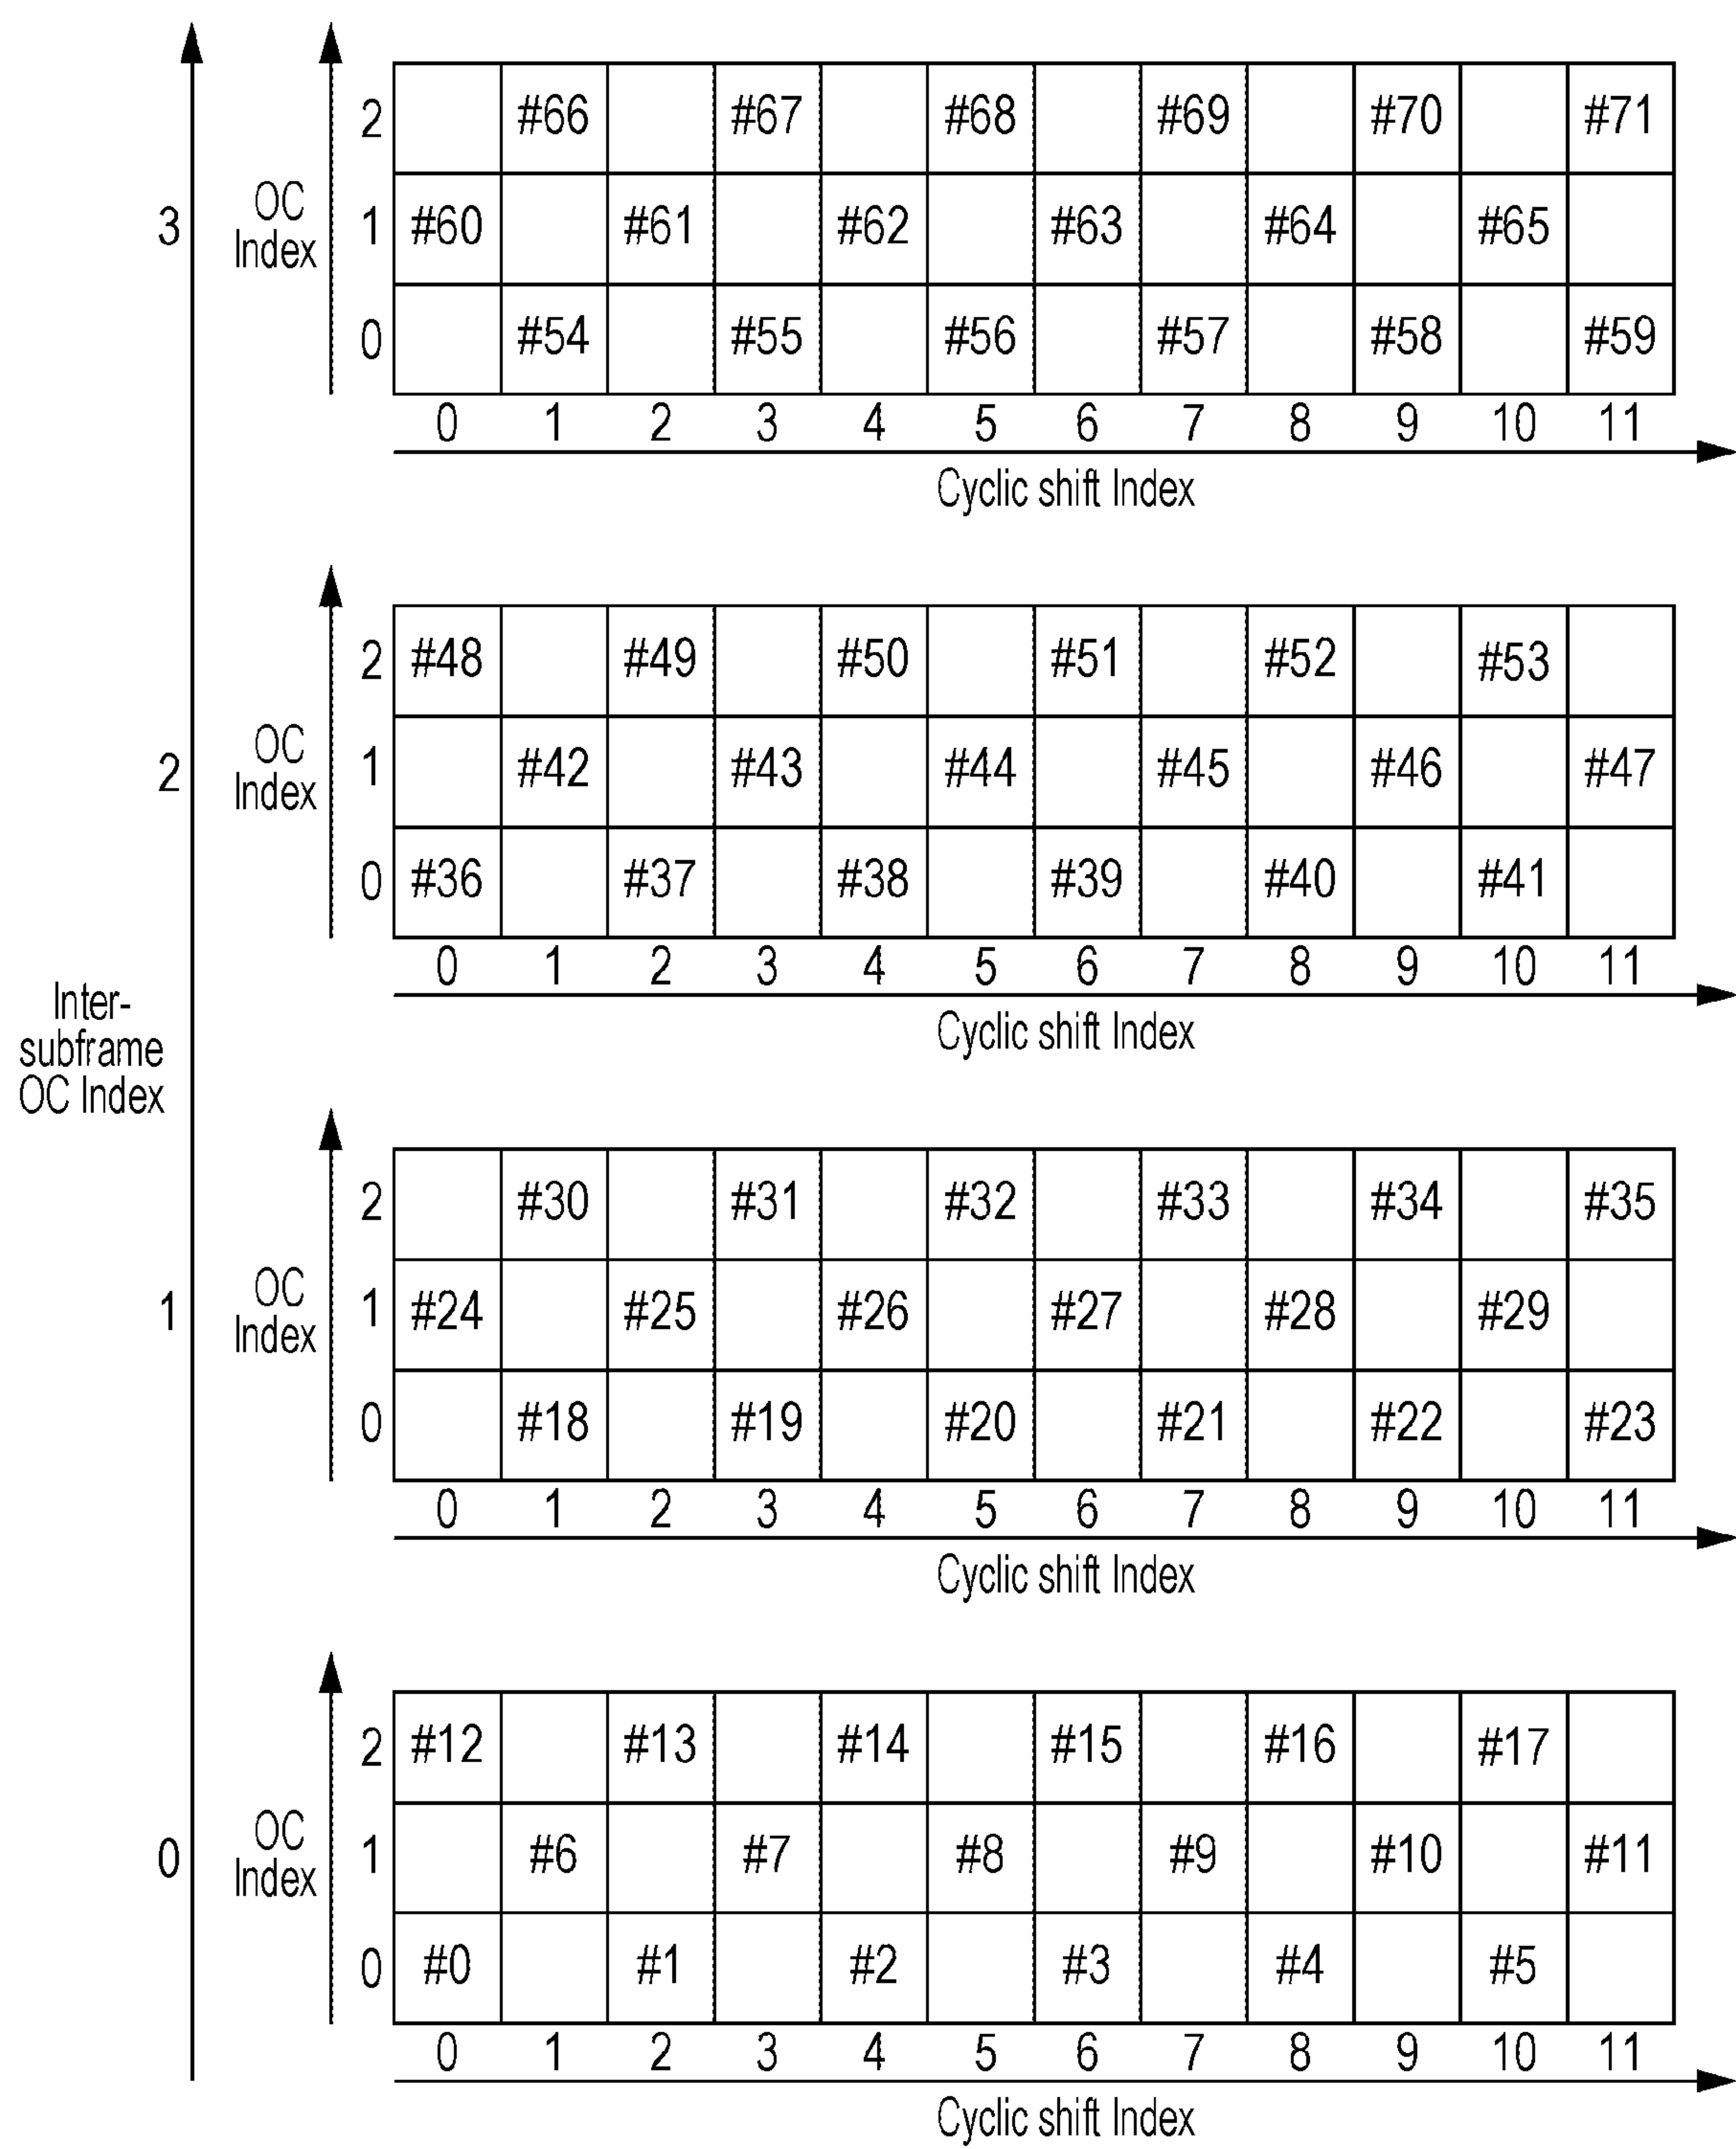 2 #66 #67 #68 #69 #70 #71
3 OC Index 1 #60 #61 #62 #63 #64 #65
0 #54 #55 #56 #57 #58 #59
0 1 2 3 4 5 6 7 8 9 10 11
Cyclic shift Index
2 #48 #49 #50 #51 #52 #53
2 OC Index 1 #42 #43 #44 #45 #46 #47
0 #36 #37 #38 #39 #40 #41
0 1 2 3 4 5 6 7 8 9 10 11
Cyclic shift Index
Inter-
subframe
OC Index
2 #30 #31 #32 #33 #34 #35
1 OC Index 1 #24 #25 #26 #27 #28 #29
0 #18 #19 #20 #21 #22 #23
0 1 2 3 4 5 6 7 8 9 10 11
Cyclic shift Index
2 #12 #13 #14 #15 #16 #17
0 OC Index 1 #6 #7 #8 #9 #10 #11
0 #0 #1 #2 #3 #4 #5
0 1 2 3 4 5 6 7 8 9 10 11
Cyclic shift Index